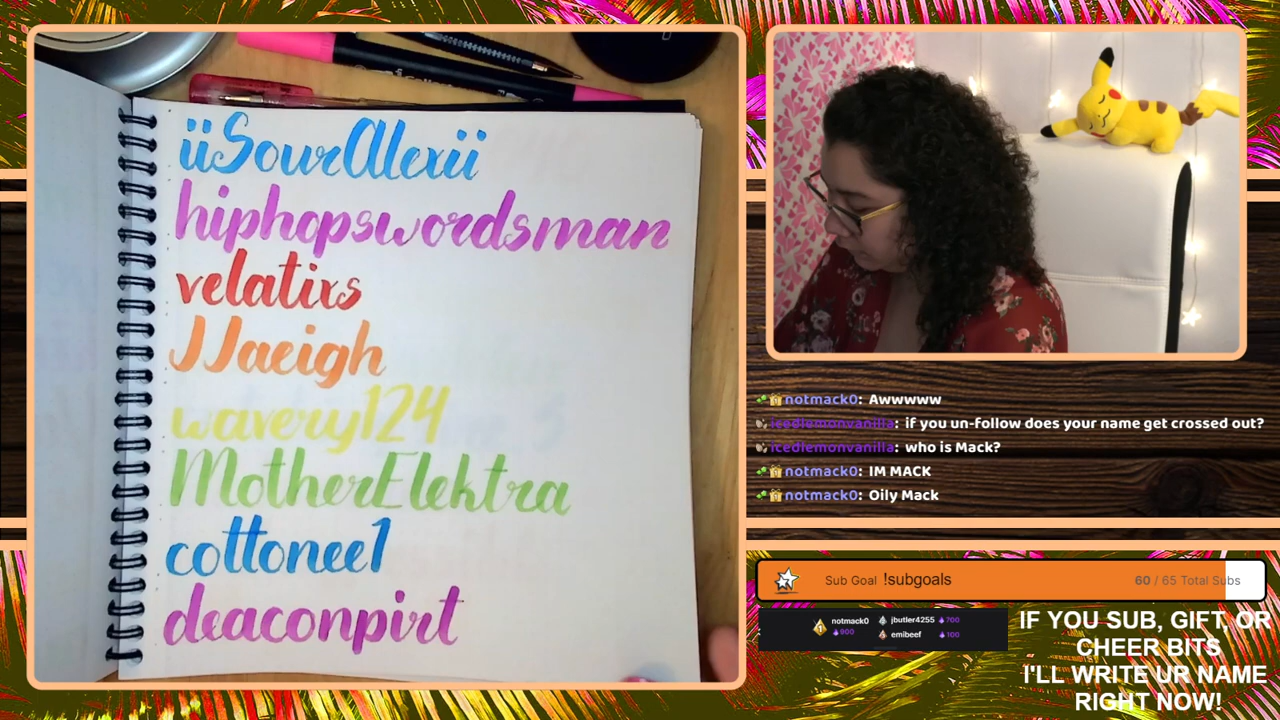 iiSourAlexii
hiphopswordsman
velatixs
JJaeigh
wavery124
MotherElektra
cottonee1
deaconpirt
notmack0: Awwwww
icedlemonvanilla: if you un-follow does your name get crossed out?
icedlemonvanilla: who is Mack?
notmack0: IM MACK
notmack0: Oily Mack
Sub Goal !subgoals 60 / 65 Total Subs
1 notmack0 900
jbutler4255 700
emibeef 100
IF YOU SUB, GIFT, OR
CHEER BITS
I'LL WRITE UR NAME
RIGHT NOW!